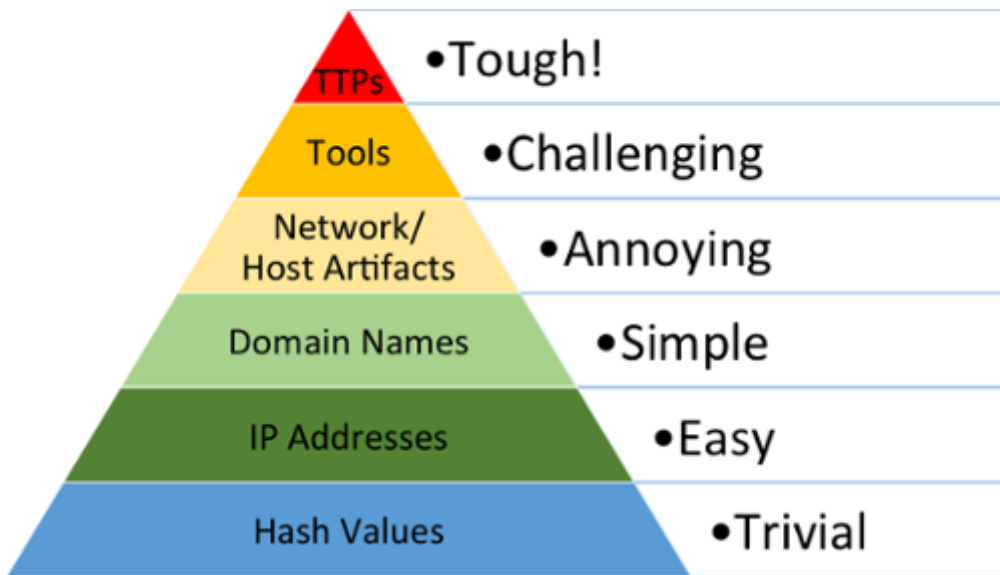 TTPs
•Tough!
Tools
•Challenging
Network/
Host Artifacts
•Annoying
Domain Names
•Simple
IP Addresses
•Easy
Hash Values
•Trivial